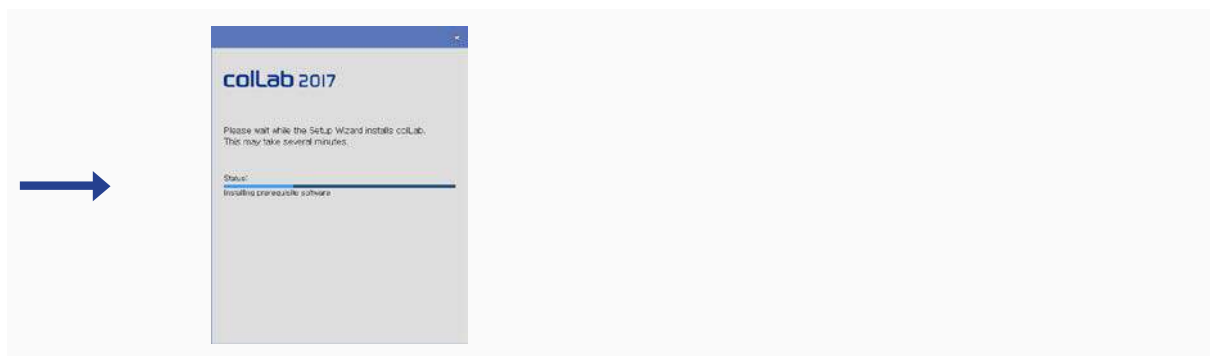 colLab 2017
Please wait while the Setup Wizard installs colLab.
This may take several minutes.
Status:
Installing prerequisite software